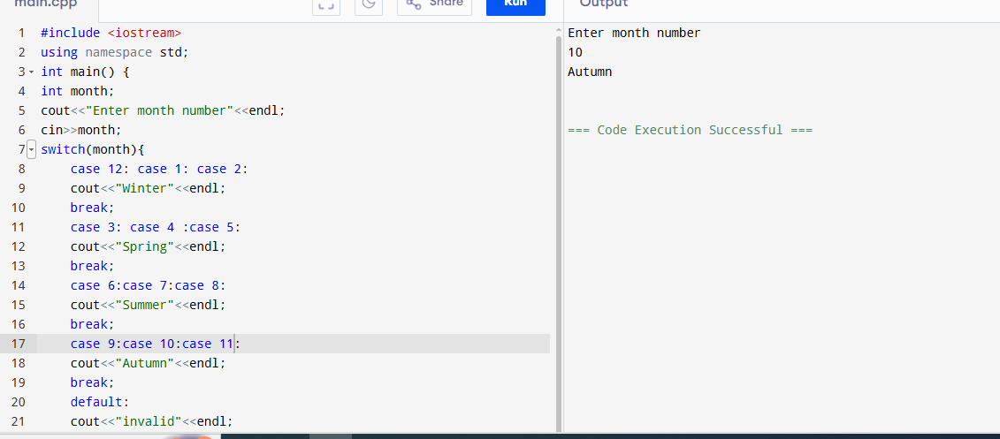 main.cpp
Share
Run
Output
1 #include <iostream>
2 using namespace std;
3 int main() {
4 int month;
5 cout<<"Enter month number"<<endl;
6 cin>>month;
7 switch(month){
8 case 12: case 1: case 2:
9 cout<<"Winter"<<endl;
10 break;
11 case 3: case 4 :case 5:
12 cout<<"Spring"<<endl;
13 break;
14 case 6:case 7:case 8:
15 cout<<"Summer"<<endl;
16 break;
17 case 9:case 10:case 11:
18 cout<<"Autumn"<<endl;
19 break;
20 default:
21 cout<<"invalid"<<endl;
Enter month number
10
Autumn
=== Code Execution Successful ===